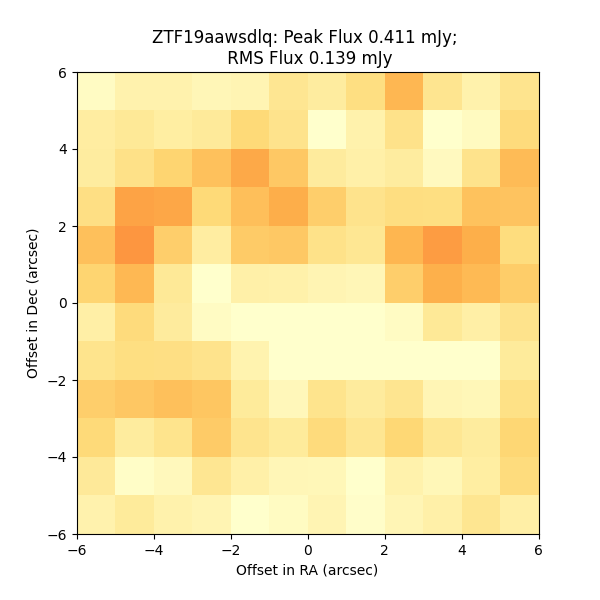 ZTF19aawsdlq: Peak Flux 0.411 mJy;
RMS Flux 0.139 mJy
6
4
2
0
−2
−4
−6
Offset in Dec (arcsec)
−6 −4 −2 0 2 4 6
Offset in RA (arcsec)